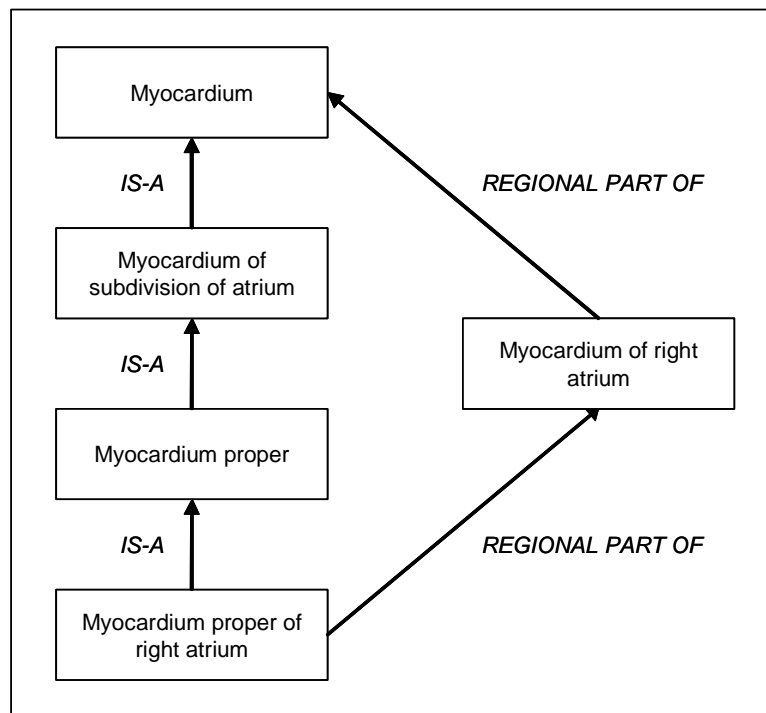 Myocardium
IS-A
REGIONAL PART OF
Myocardium of
subdivision of atrium
Myocardium of right
atrium
IS-A
Myocardium proper
IS-A
REGIONAL PART OF
Myocardium proper of
right atrium